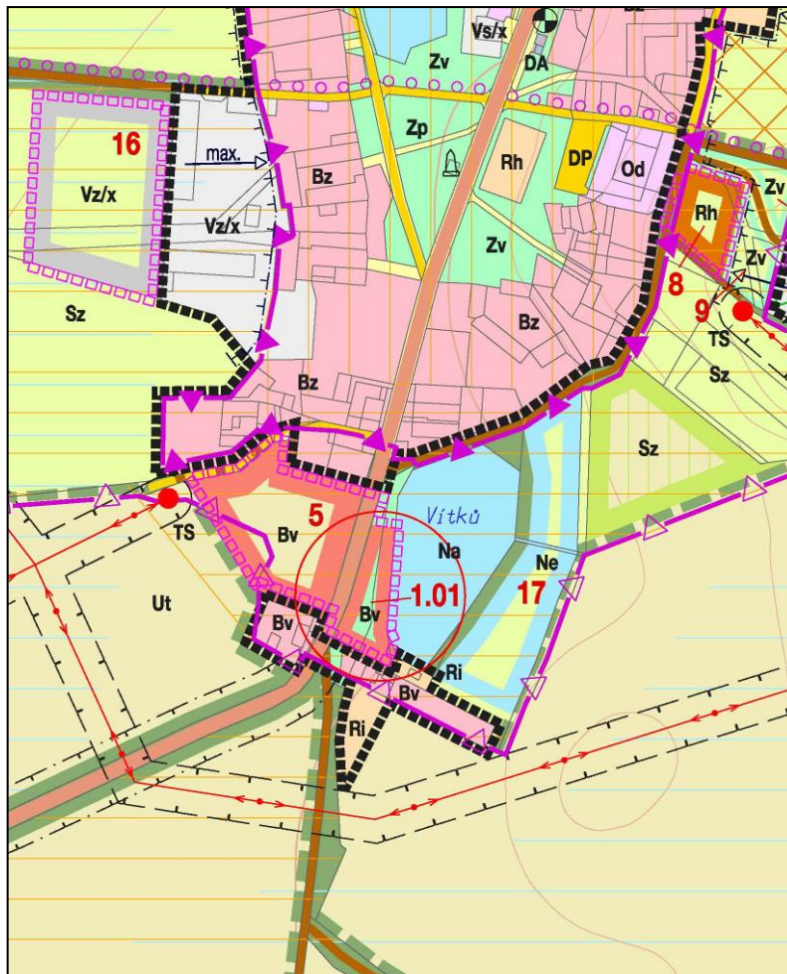 Bz
Vs/x
Zv
DA
16
Zp
max.
Bz
Rh
DP
Od
Zv
Vz/x
Vz/x
Rh
Zv
Zv
Sz
8
9
Bz
TS
Sz
Bz
Sz
5
Vítků
TS
Bv
Na
Ne
Ut
1.01
17
Bv
Bv
Ri
Bv
Ri